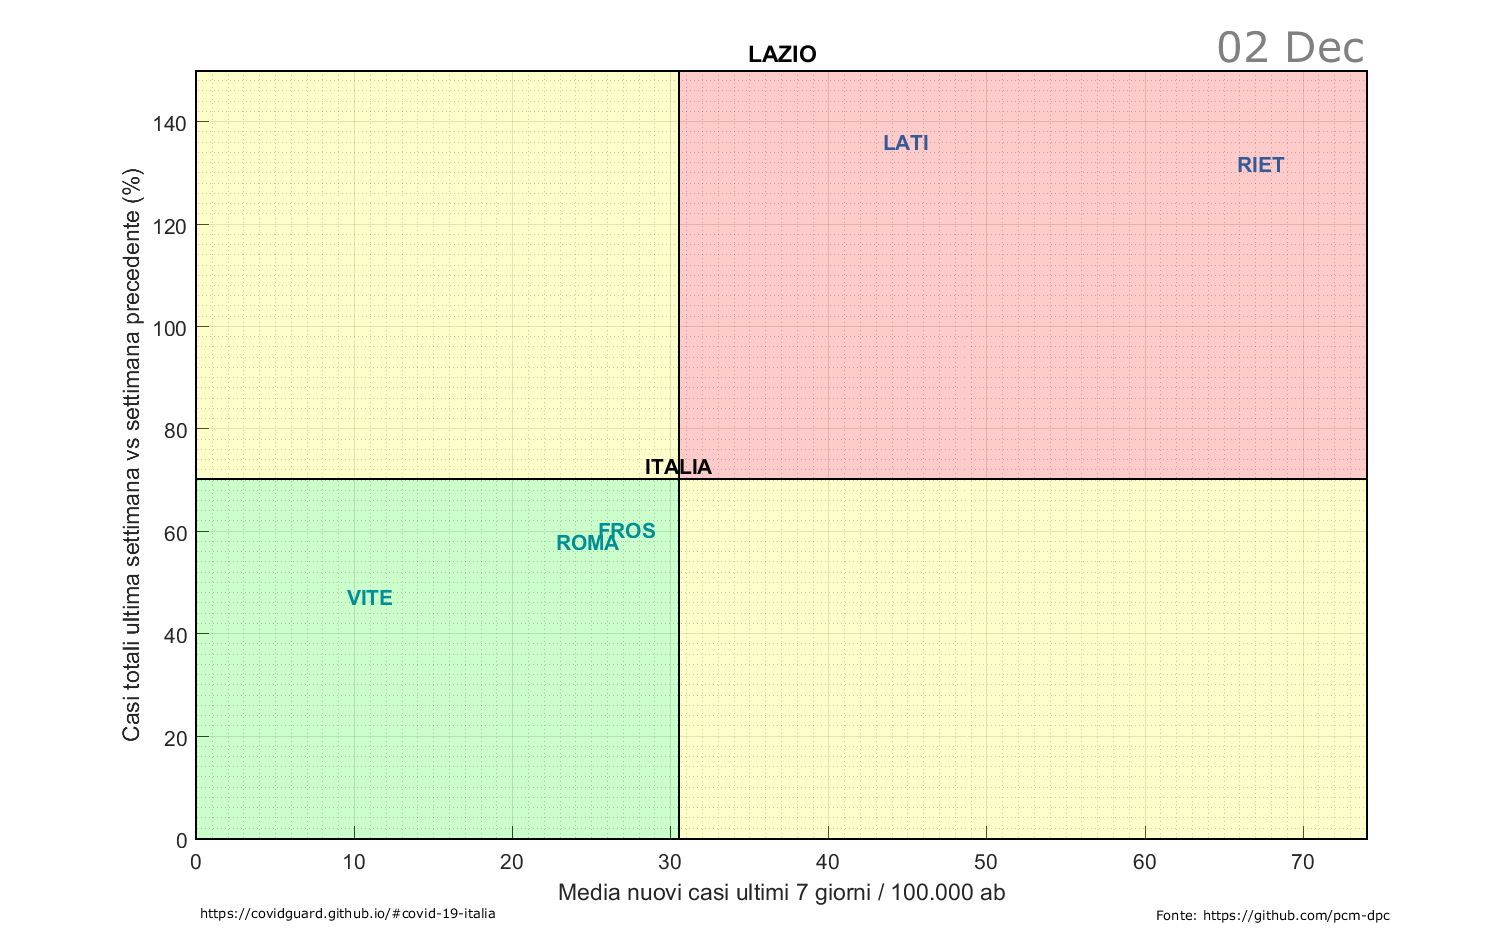 LAZIO
02 Dec
140
LATI
RIET
120
100
80
ITALIA
60
FROS
ROMA
VITE
40
20
0
0 10 20 30 40 50 60 70
Casi totali ultima settimana vs settimana precedente (%)
Media nuovi casi ultimi 7 giorni / 100.000 ab
https://covidguard.github.io/#covid-19-italia
Fonte: https://github.com/pcm-dpc